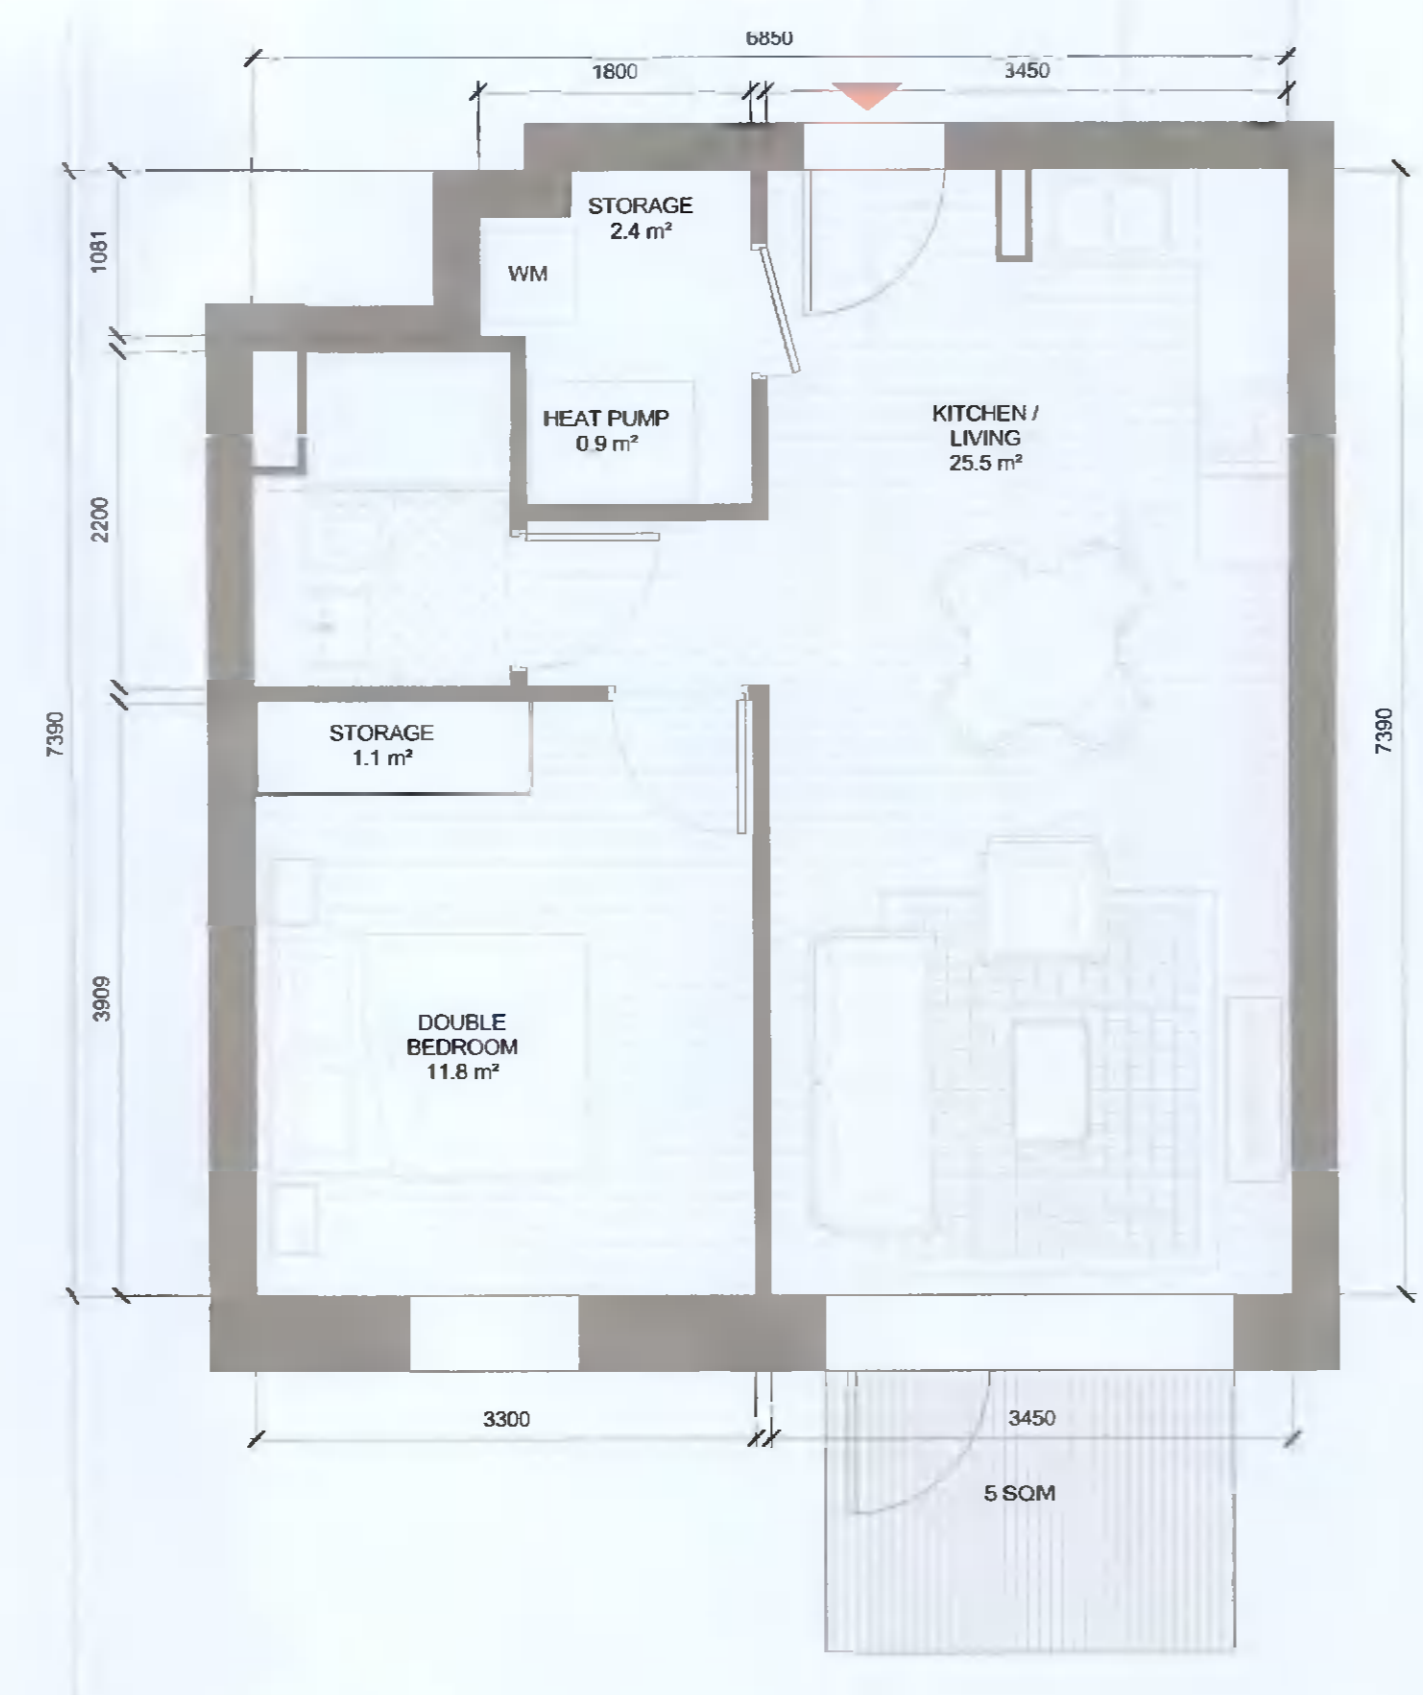 6850
1800
3450
1081
STORAGE
2.4 m²
WM
HEAT PUMP
0.9 m²
KITCHEN /
LIVING
25.5 m²
2200
7390
7390
STORAGE
1.1 m²
3909
DOUBLE
BEDROOM
11.8 m²
3300
3450
5 SQM